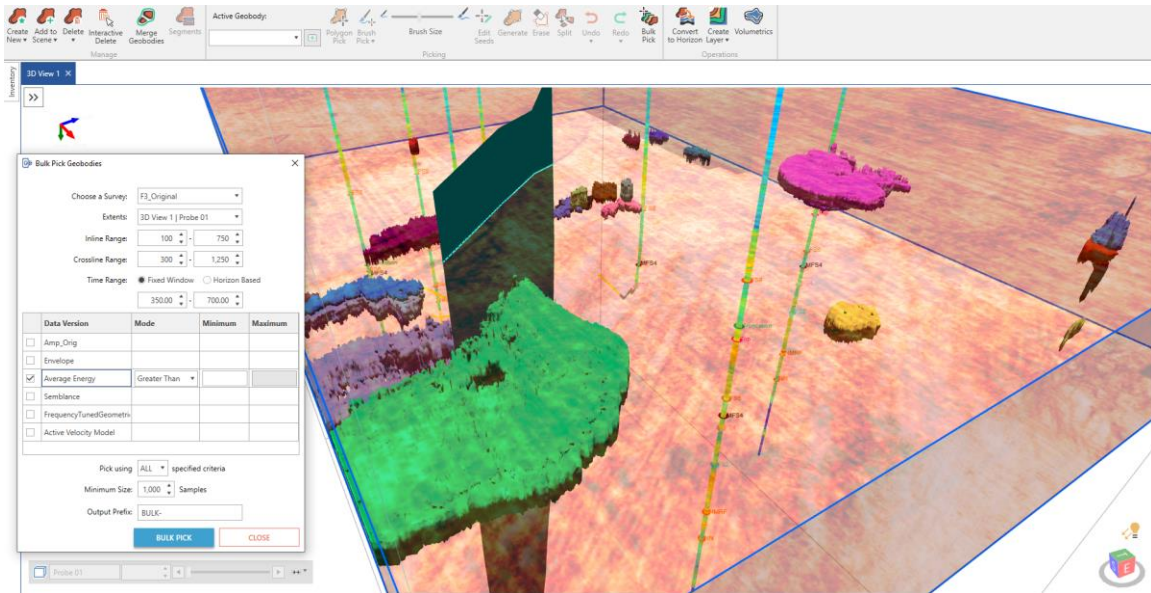 Create New
Add to Scene
Delete
Interactive Delete
Merge Geobodies
Segments
Manage
Active Geobody:
Polygon Pick
Brush Pick
Brush Size
Edit Seeds
Generate
Erase
Split
Undo
Redo
Bulk Pick
Picking
Convert to Horizon
Create Layer
Volumetrics
Operations
Inventory
3D View 1
Bulk Pick Geobodies
Choose a Survey: F3_Original
Extents: 3D View 1 | Probe 01
Inline Range: 100 - 750
Crossline Range: 300 - 1,250
Time Range: Fixed Window Horizon Based
350.00 - 700.00
Data Version Mode Minimum Maximum
Amp_Orig
Envelope
Average Energy Greater Than
Semblance
FrequencyTunedGeometri
Active Velocity Model
Pick using ALL specified criteria
Minimum Size: 1,000 Samples
Output Prefix: BULK-
BULK PICK CLOSE
Probe 01
MFS4
MFS4
MFS4
MFS4
E